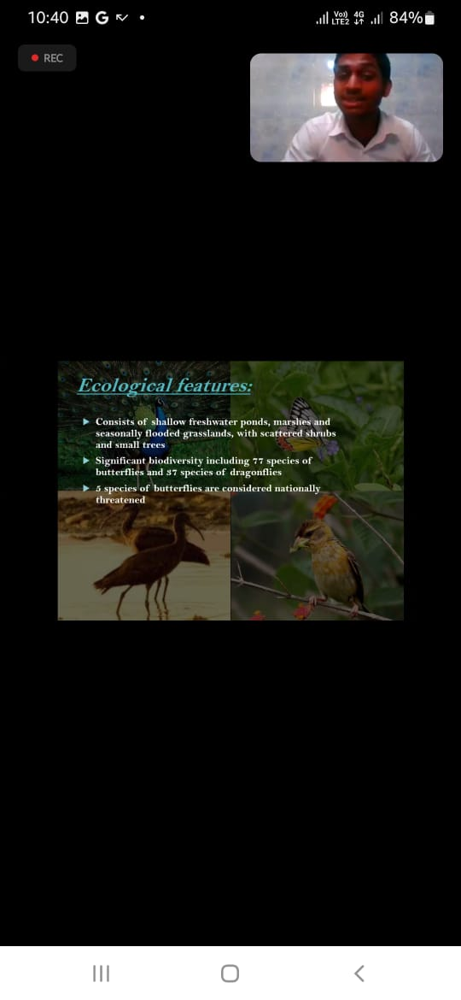 10:40
Vo)) 4G
LTE2
84%
REC
Ecological features:
Consists of shallow freshwater ponds, marshes and
seasonally flooded grasslands, with scattered shrubs
and small trees
Significant biodiversity including 77 species of
butterflies and 37 species of dragonflies
5 species of butterflies are considered nationally
threatened